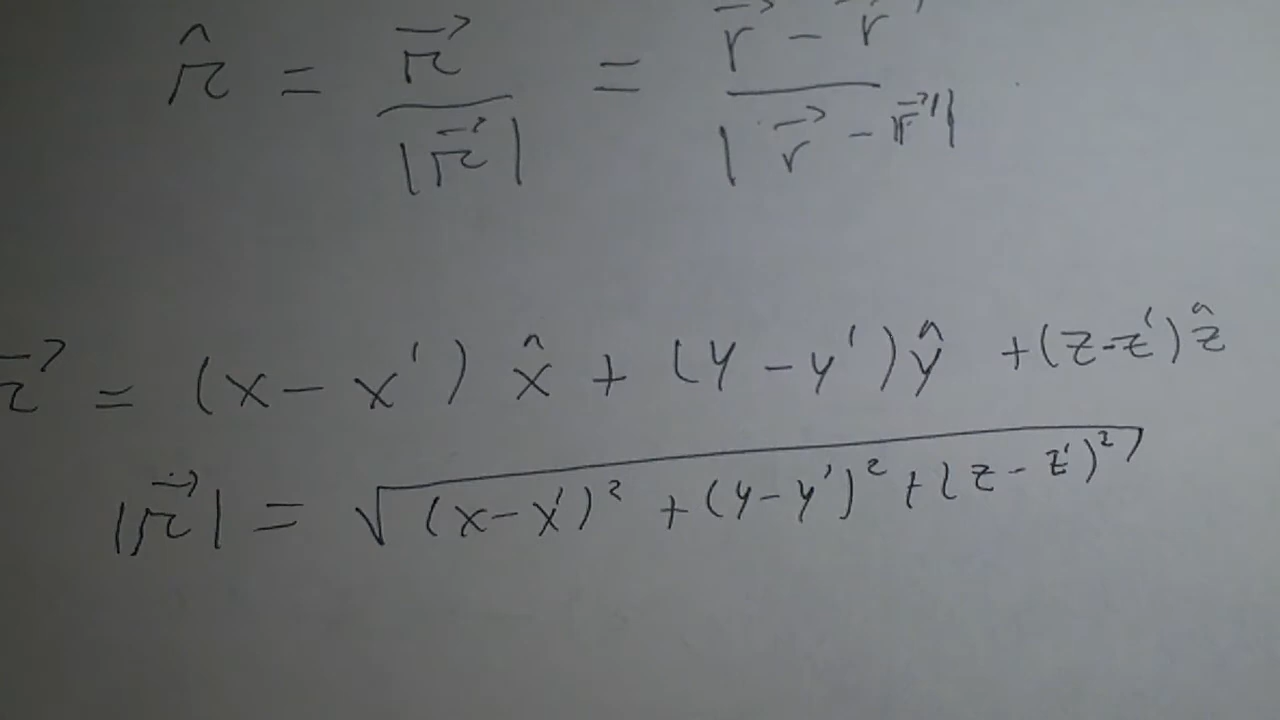 r̂ = r⃗ / |r⃗| = (r⃗ - r⃗') / |r⃗ - r⃗'|
r⃗ = (x - x') x̂ + (y - y') ŷ + (z - z') ẑ
|r⃗| = √((x - x')² + (y - y')² + (z - z')²)